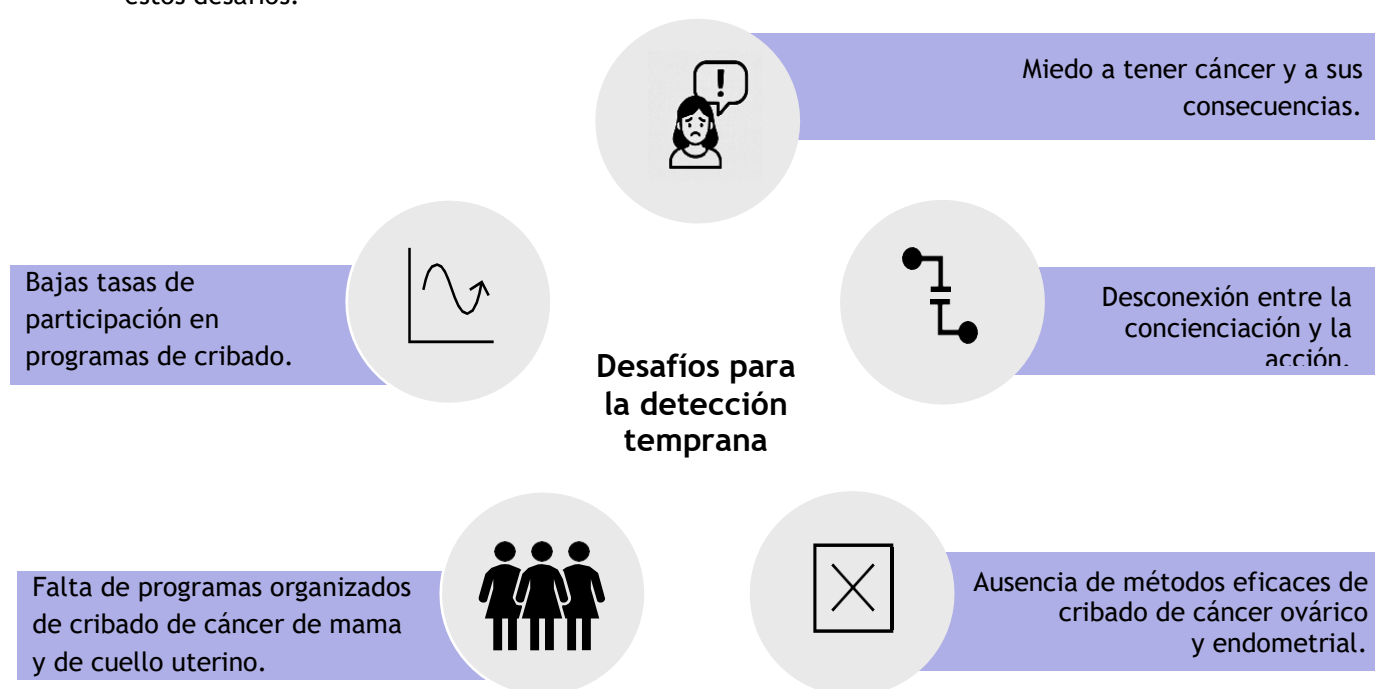 estos desafíos.
Miedo a tener cáncer y a sus
consecuencias.
Bajas tasas de
participación en
programas de cribado.
Desconexión entre la
concienciación y la
acción.
Desafíos para
la detección
temprana
Falta de programas organizados
de cribado de cáncer de mama
y de cuello uterino.
Ausencia de métodos eficaces de
cribado de cáncer ovárico
y endometrial.